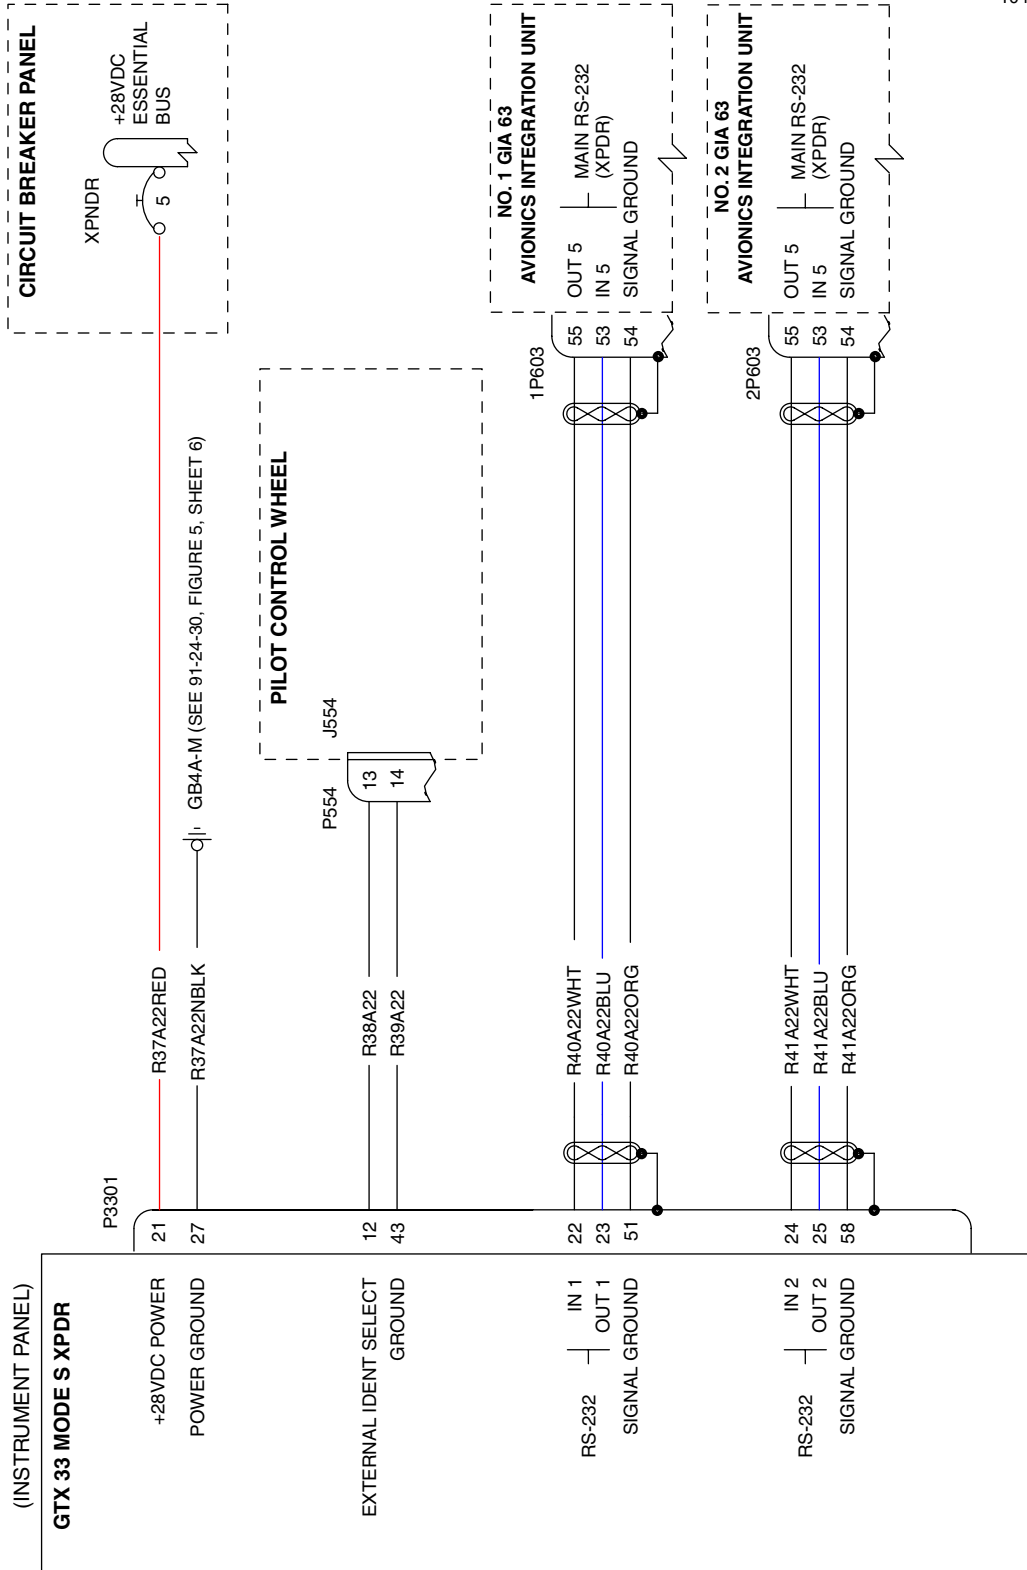 (INSTRUMENT PANEL)
GTX 33 MODE S XPDR
P3301
+28VDC POWER
21
R37A22RED
POWER GROUND
27
R37A22NBLK
GB4A-M (SEE 91-24-30, FIGURE 5, SHEET 6)
CIRCUIT BREAKER PANEL
XPNDR
5
+28VDC
ESSENTIAL
BUS
EXTERNAL IDENT SELECT
12
R38A22
13
GROUND
43
R39A22
14
P554
J554
PILOT CONTROL WHEEL
RS-232
IN 1
22
R40A22WHT
55
OUT 5
OUT 1
23
R40A22BLU
53
IN 5
SIGNAL GROUND
51
R40A22ORG
54
SIGNAL GROUND
1P603
NO. 1 GIA 63
AVIONICS INTEGRATION UNIT
MAIN RS-232
(XPDR)
RS-232
IN 2
24
R41A22WHT
55
OUT 5
OUT 2
25
R41A22BLU
53
IN 5
SIGNAL GROUND
58
R41A22ORG
54
SIGNAL GROUND
2P603
NO. 2 GIA 63
AVIONICS INTEGRATION UNIT
MAIN RS-232
(XPDR)